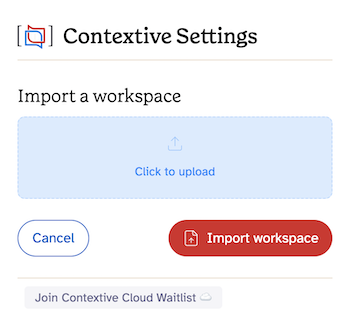 Contextive Settings
Import a workspace
Click to upload
Cancel
Import workspace
Join Contextive Cloud Waitlist